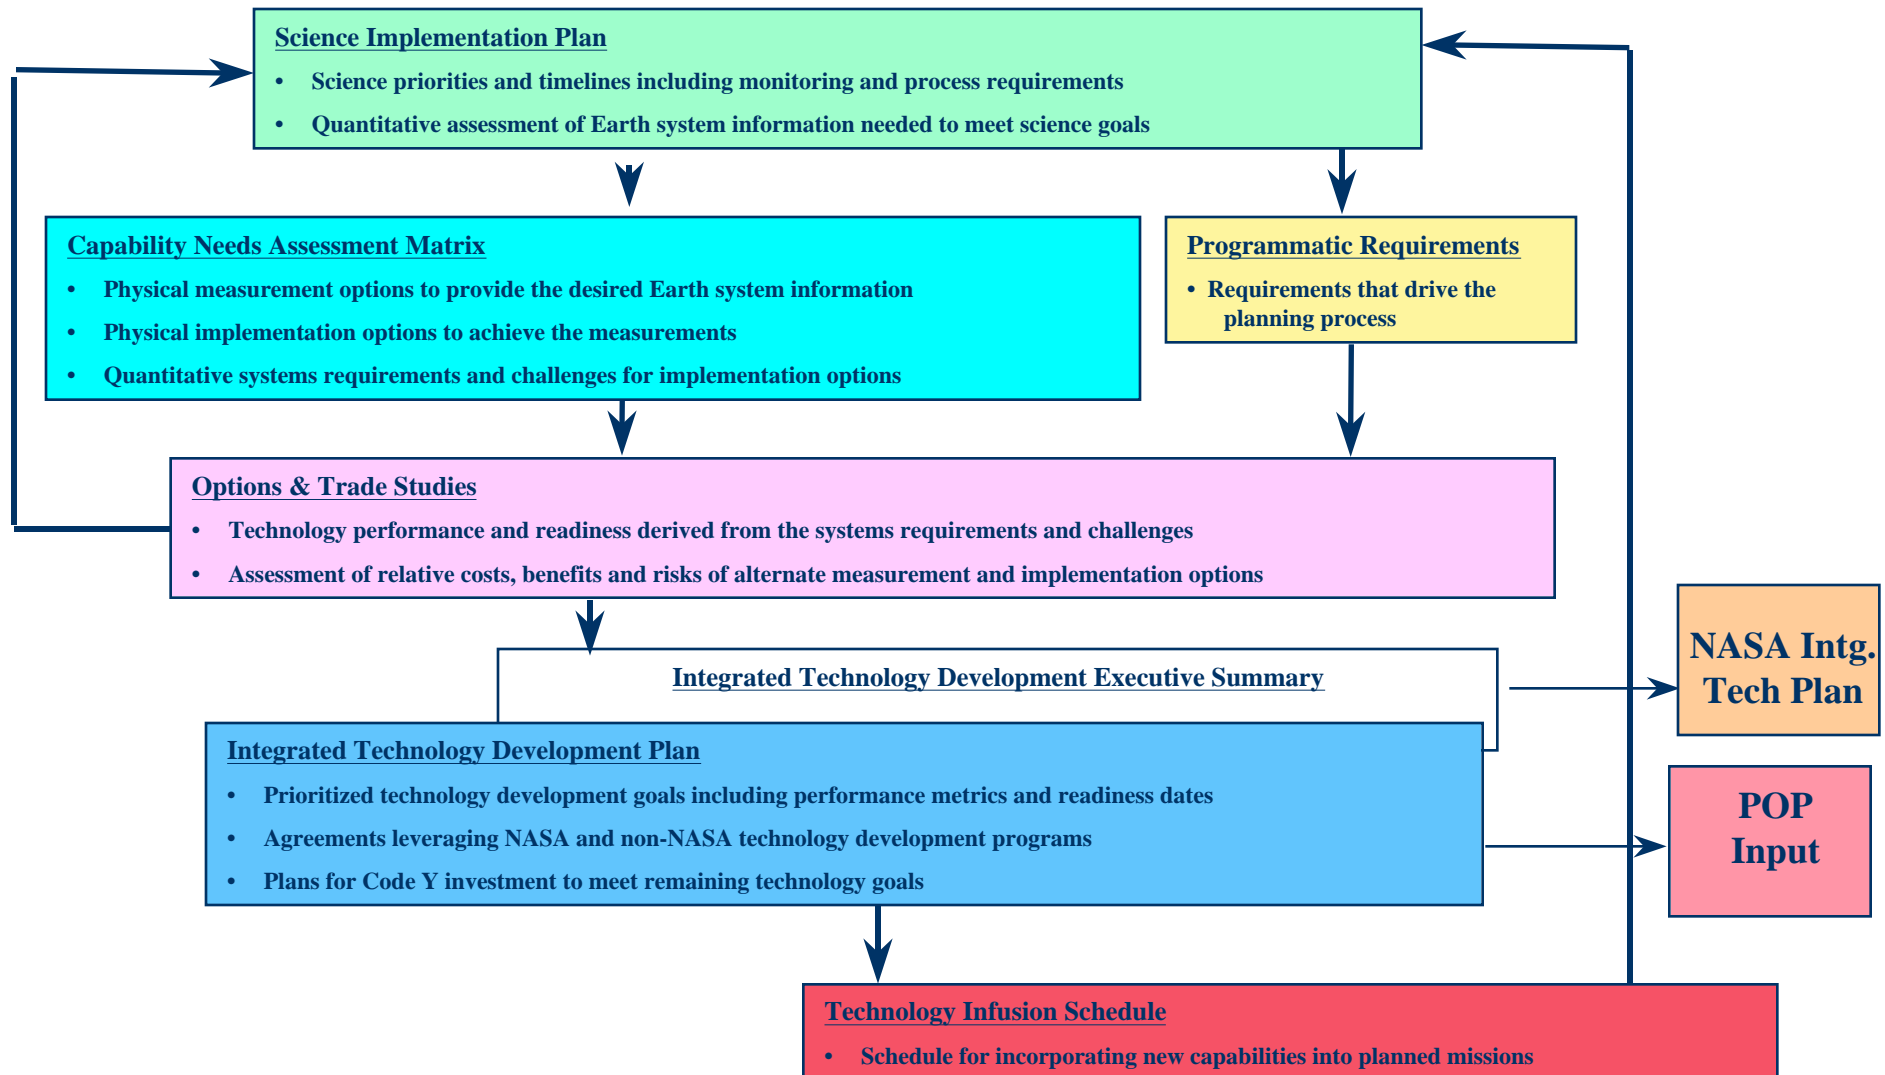 Science Implementation Plan
• Science priorities and timelines including monitoring and process requirements
• Quantitative assessment of Earth system information needed to meet science goals
Capability Needs Assessment Matrix
• Physical measurement options to provide the desired Earth system information
• Physical implementation options to achieve the measurements
• Quantitative systems requirements and challenges for implementation options
Programmatic Requirements
• Requirements that drive the
planning process
Options & Trade Studies
• Technology performance and readiness derived from the systems requirements and challenges
• Assessment of relative costs, benefits and risks of alternate measurement and implementation options
Integrated Technology Development Executive Summary
NASA Intg.
Tech Plan
Integrated Technology Development Plan
• Prioritized technology development goals including performance metrics and readiness dates
• Agreements leveraging NASA and non-NASA technology development programs
• Plans for Code Y investment to meet remaining technology goals
POP
Input
Technology Infusion Schedule
• Schedule for incorporating new capabilities into planned missions